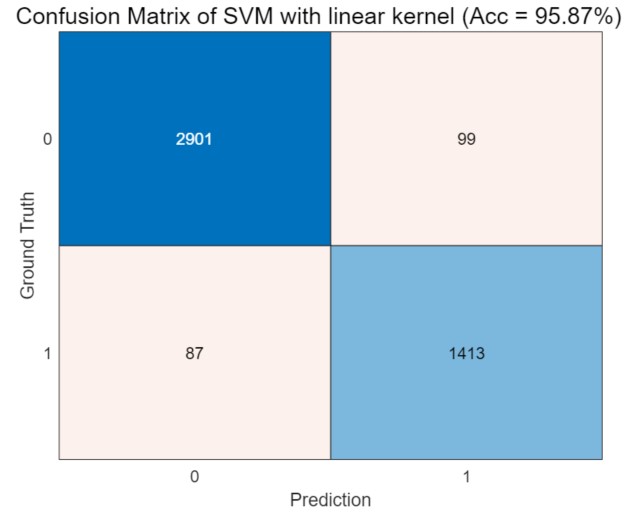 Confusion Matrix of SVM with linear kernel (Acc = 95.87%)
0
2901
99
Ground Truth
1
87
1413
0
1
Prediction